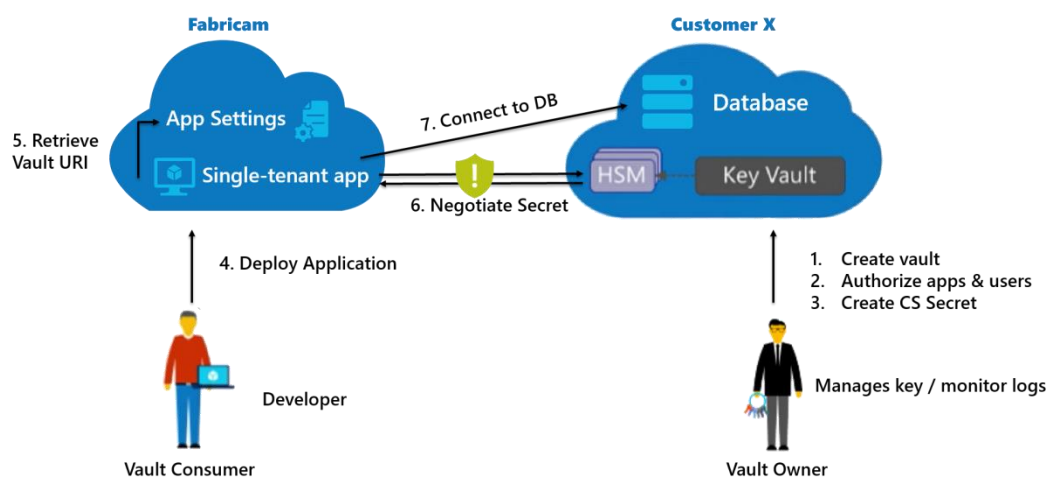 Fabricam
Customer X
5. Retrieve
Vault URI
App Settings
Single-tenant app
7. Connect to DB
6. Negotiate Secret
Database
HSM
Key Vault
4. Deploy Application
1. Create vault
2. Authorize apps & users
3. Create CS Secret
Developer
Manages key / monitor logs
Vault Consumer
Vault Owner